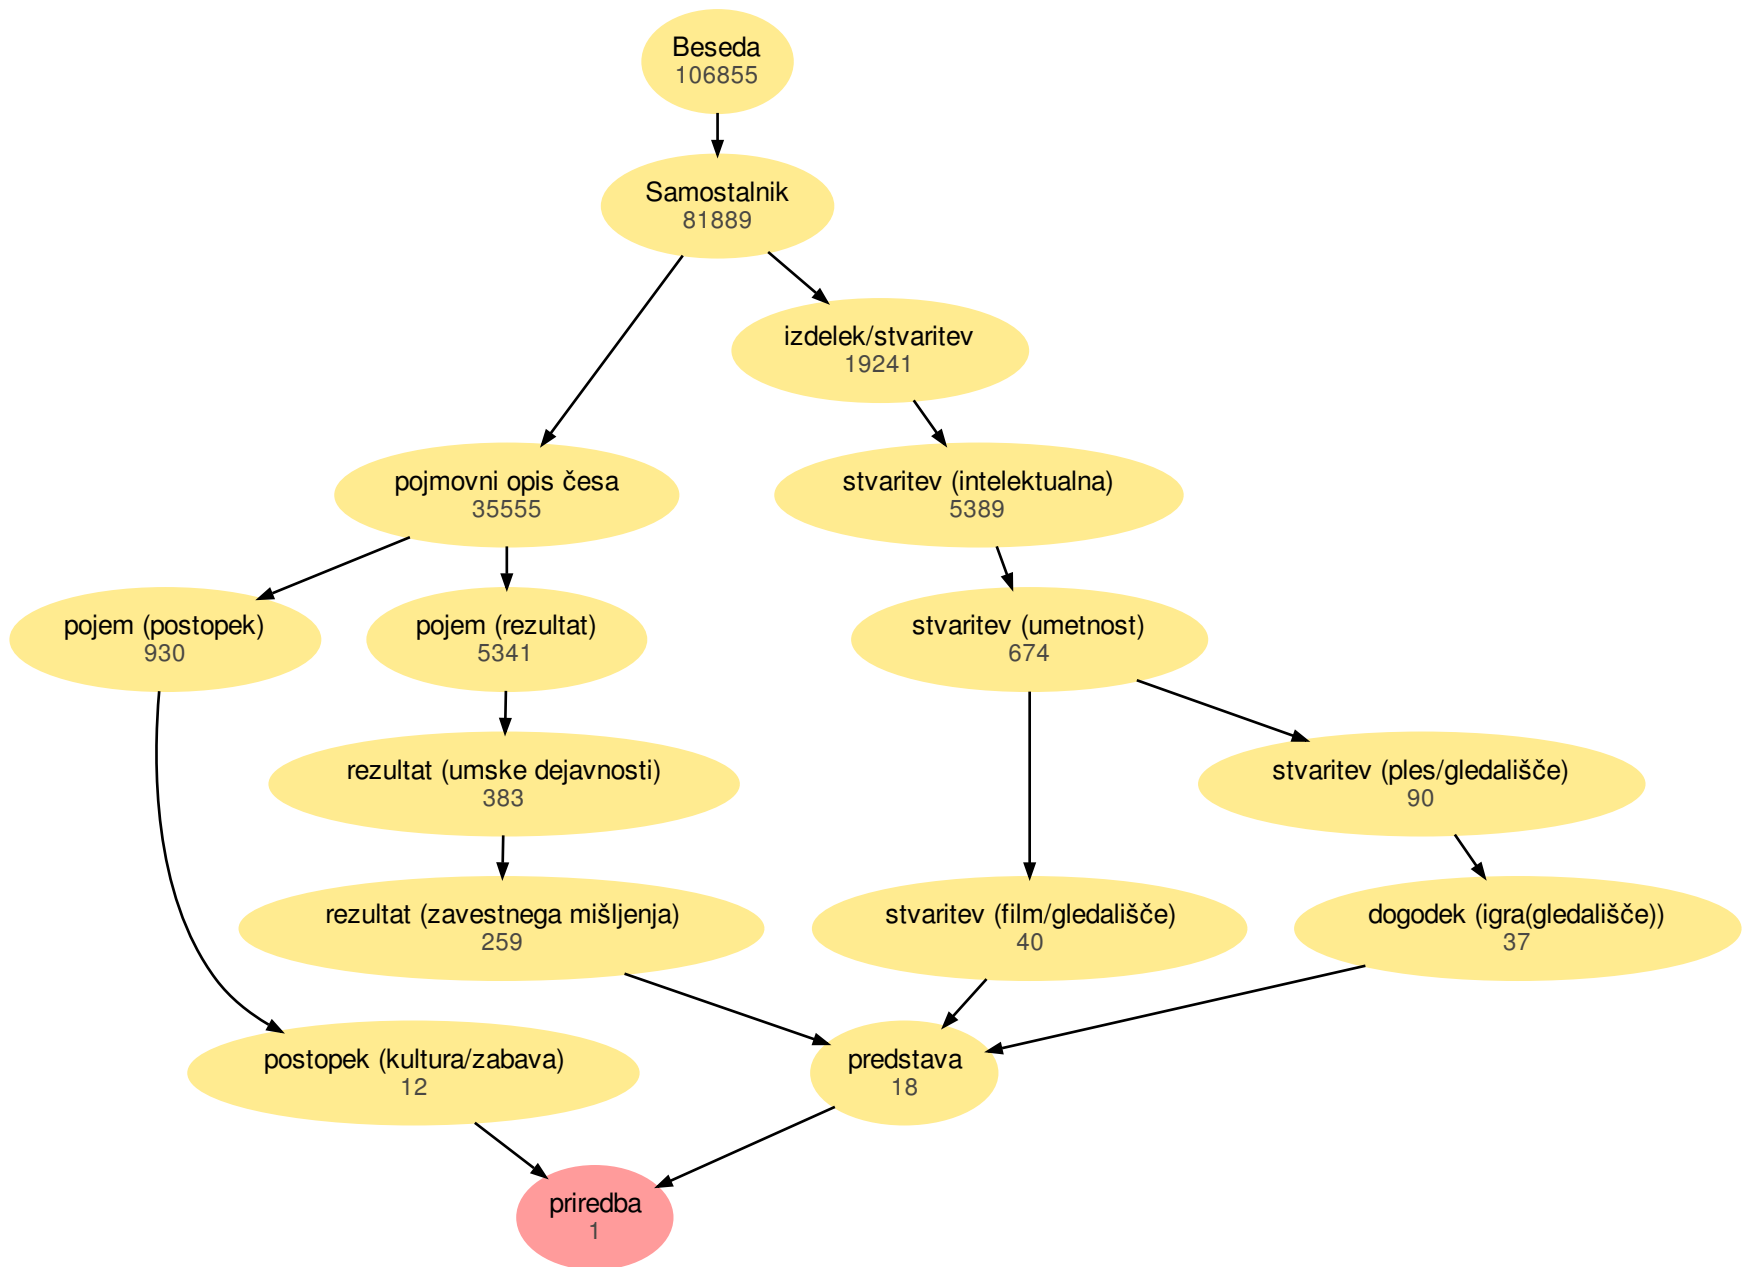 Beseda
106855
Samostalnik
81889
izdelek/stvaritev
19241
pojmovni opis česa
35555
stvaritev (intelektualna)
5389
pojem (postopek)
930
pojem (rezultat)
5341
stvaritev (umetnost)
674
rezultat (umske dejavnosti)
383
stvaritev (ples/gledališče)
90
rezultat (zavestnega mišljenja)
259
stvaritev (film/gledališče)
40
dogodek (igra(gledališče))
37
postopek (kultura/zabava)
12
predstava
18
priredba
1